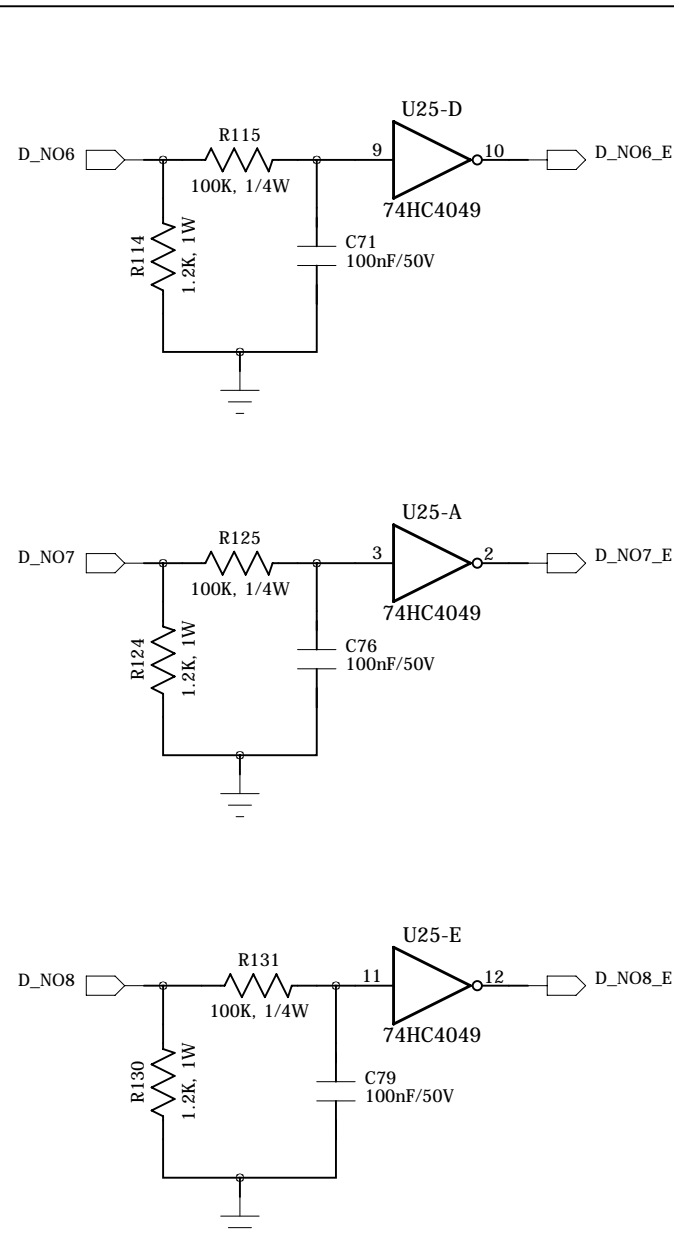 U25-D
R115
D_NO6
9
10
D_NO6_E
100K, 1/4W
74HC4049
R114
1.2K, 1W
C71
100nF/50V
U25-A
R125
D_NO7
3
2
D_NO7_E
100K, 1/4W
74HC4049
R124
1.2K, 1W
C76
100nF/50V
U25-E
R131
D_NO8
11
12
D_NO8_E
100K, 1/4W
74HC4049
R130
1.2K, 1W
C79
100nF/50V